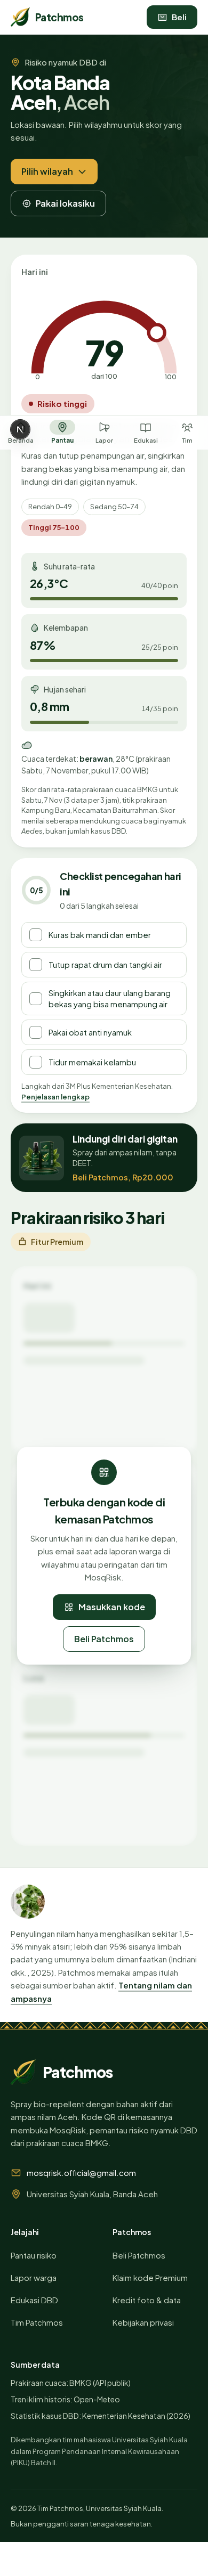 Patchmos
Beli
Risiko nyamuk DBD di
Kota Banda
Aceh, Aceh
Lokasi bawaan. Pilih wilayahmu untuk skor yang
sesuai.
Pilih wilayah
Pakai lokasiku
Hari ini
79
dari 100
0
100
Risiko tinggi
N
Beranda
Pantau
Lapor
Edukasi
Tim
Kuras dan tutup penampungan air, singkirkan
barang bekas yang bisa menampung air, dan
lindungi diri dari gigitan nyamuk.
Rendah 0–49
Sedang 50–74
Tinggi 75–100
Suhu rata-rata
26,3°C
40/40 poin
Kelembapan
87%
25/25 poin
Hujan sehari
0,8 mm
14/35 poin
Cuaca terdekat: berawan, 28°C (prakiraan
Sabtu, 7 November, pukul 17.00 WIB)
Skor dari rata-rata prakiraan cuaca BMKG untuk
Sabtu, 7 Nov (3 data per 3 jam), titik prakiraan
Kampung Baru, Kecamatan Baiturrahman. Skor
menilai seberapa mendukung cuaca bagi nyamuk
Aedes, bukan jumlah kasus DBD.
0/5
Checklist pencegahan hari
ini
0 dari 5 langkah selesai
Kuras bak mandi dan ember
Tutup rapat drum dan tangki air
Singkirkan atau daur ulang barang
bekas yang bisa menampung air
Pakai obat anti nyamuk
Tidur memakai kelambu
Langkah dari 3M Plus Kementerian Kesehatan.
Penjelasan lengkap
Lindungi diri dari gigitan
Spray dari ampas nilam, tanpa
DEET.
Beli Patchmos, Rp20.000
Prakiraan risiko 3 hari
Fitur Premium
Terbuka dengan kode di
kemasan Patchmos
Skor untuk hari ini dan dua hari ke depan,
plus email saat ada laporan warga di
wilayahmu atau peringatan dari tim
MosqRisk.
Masukkan kode
Beli Patchmos
Penyulingan nilam hanya menghasilkan sekitar 1,5–
3% minyak atsiri; lebih dari 95% sisanya limbah
padat yang umumnya belum dimanfaatkan (Indriani
dkk., 2025). Patchmos memakai ampas itulah
sebagai sumber bahan aktif. Tentang nilam dan
ampasnya
Patchmos
Spray bio-repellent dengan bahan aktif dari
ampas nilam Aceh. Kode QR di kemasannya
membuka MosqRisk, pemantau risiko nyamuk DBD
dari prakiraan cuaca BMKG.
mosqrisk.official@gmail.com
Universitas Syiah Kuala, Banda Aceh
Jelajahi
Patchmos
Pantau risiko
Beli Patchmos
Lapor warga
Klaim kode Premium
Edukasi DBD
Kredit foto & data
Tim Patchmos
Kebijakan privasi
Sumber data
Prakiraan cuaca: BMKG (API publik)
Tren iklim historis: Open-Meteo
Statistik kasus DBD: Kementerian Kesehatan (2026)
Dikembangkan tim mahasiswa Universitas Syiah Kuala
dalam Program Pendanaan Internal Kewirausahaan
(PIKU) Batch II.
© 2026 Tim Patchmos, Universitas Syiah Kuala.
Bukan pengganti saran tenaga kesehatan.